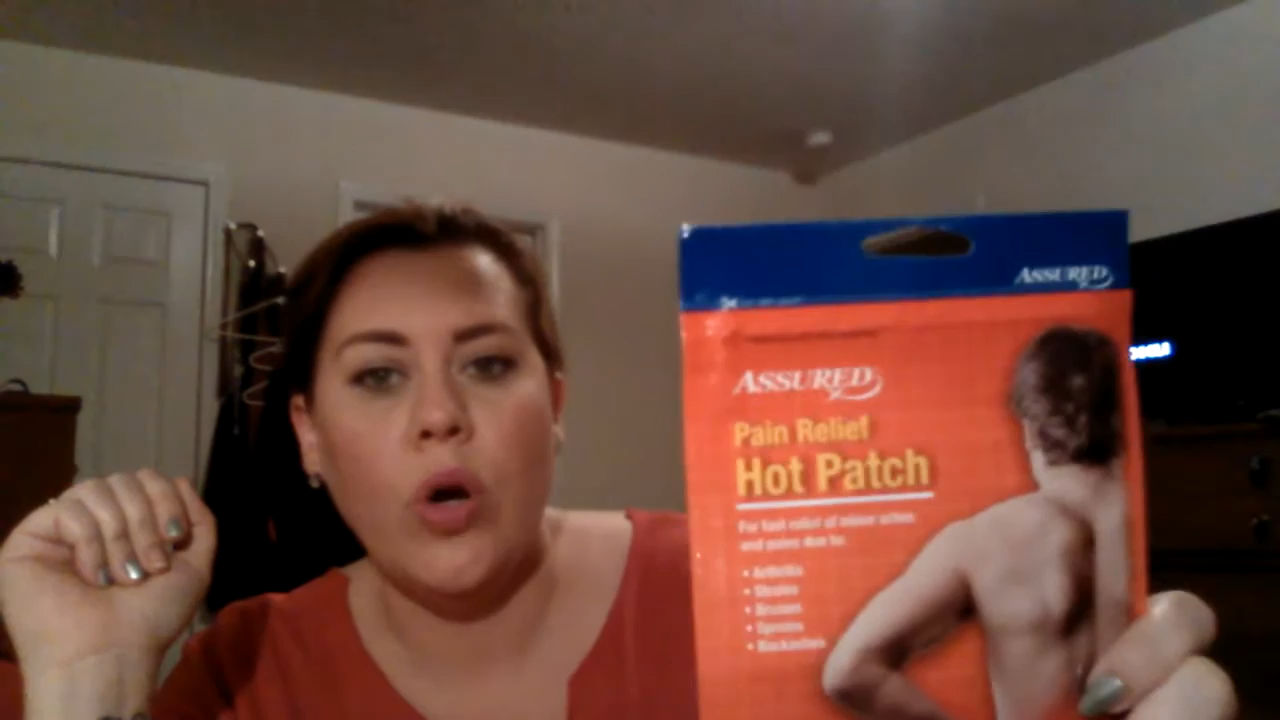 ASSURED
ASSURED
Pain Relief
Hot Patch
For fast relief of minor aches
and pains due to:
• Arthritis
• Strains
• Bruises
• Sprains
• Backaches